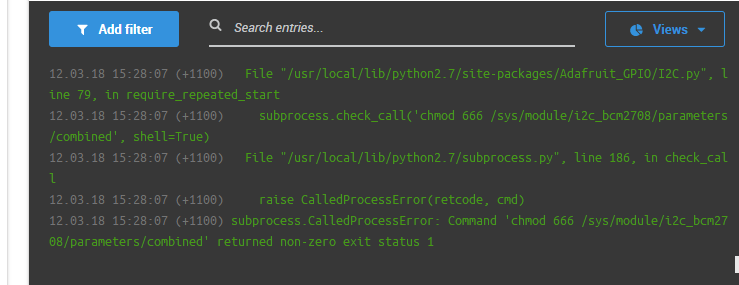 Add filter
Search entries...
Views
12.03.18 15:28:07 (+1100) File "/usr/local/lib/python2.7/site-packages/Adafruit_GPIO/I2C.py", l
ine 79, in require_repeated_start
12.03.18 15:28:07 (+1100) subprocess.check_call('chmod 666 /sys/module/i2c_bcm2708/parameters
/combined', shell=True)
12.03.18 15:28:07 (+1100) File "/usr/local/lib/python2.7/subprocess.py", line 186, in check_cal
l
12.03.18 15:28:07 (+1100) raise CalledProcessError(retcode, cmd)
12.03.18 15:28:07 (+1100) subprocess.CalledProcessError: Command 'chmod 666 /sys/module/i2c_bcm27
08/parameters/combined' returned non-zero exit status 1